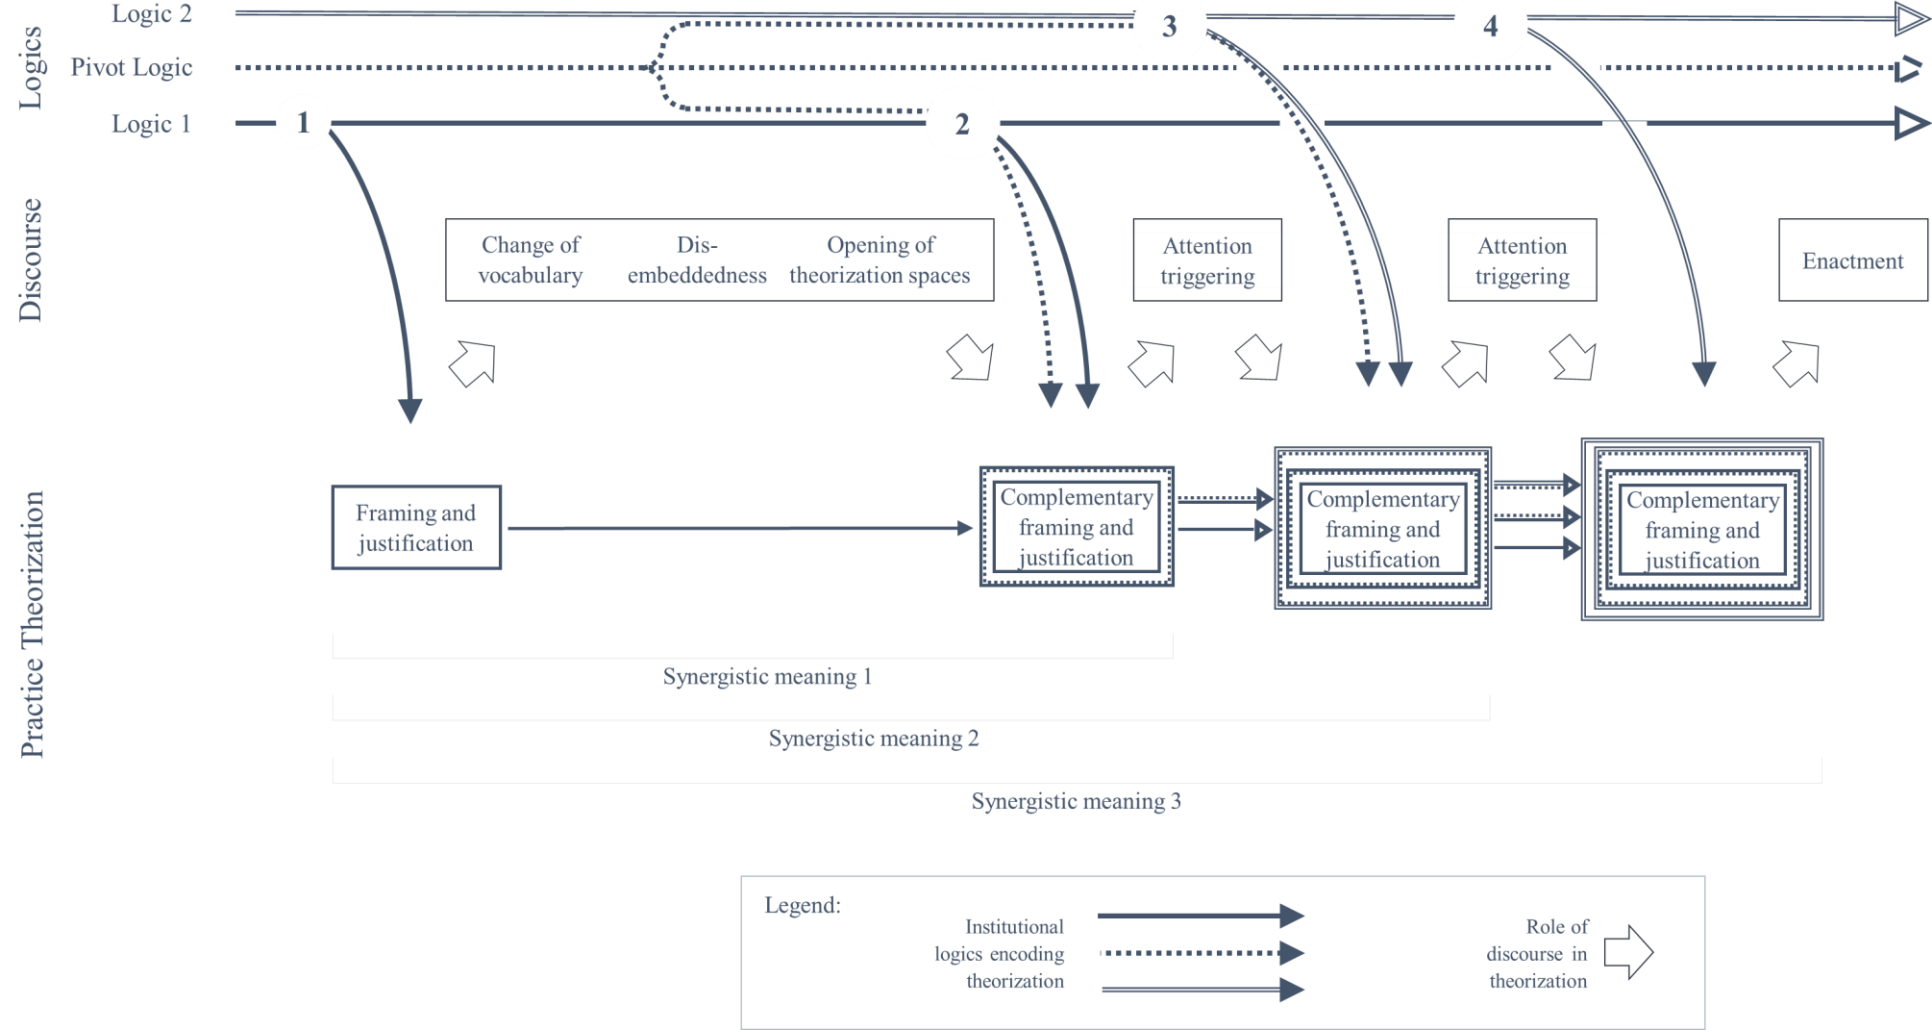 Logics
Logic 2
Pivot Logic
Logic 1
1
2
3
4
Discourse
Change of
vocabulary
Dis-
embeddedness
Opening of
theorization spaces
Attention
triggering
Attention
triggering
Enactment
Practice Theorization
Framing and
justification
Complementary
framing and
justification
Complementary
framing and
justification
Complementary
framing and
justification
Synergistic meaning 1
Synergistic meaning 2
Synergistic meaning 3
Legend:
Institutional
logics encoding
theorization
Role of
discourse in
theorization